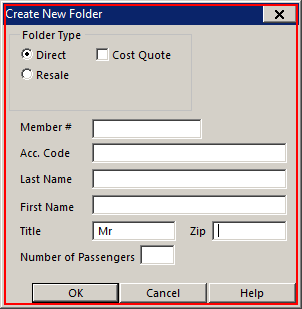 Create New Folder
Folder Type
Direct Cost Quote
Resale
Member #
Acc. Code
Last Name
First Name
Title Mr Zip
Number of Passengers
OK Cancel Help